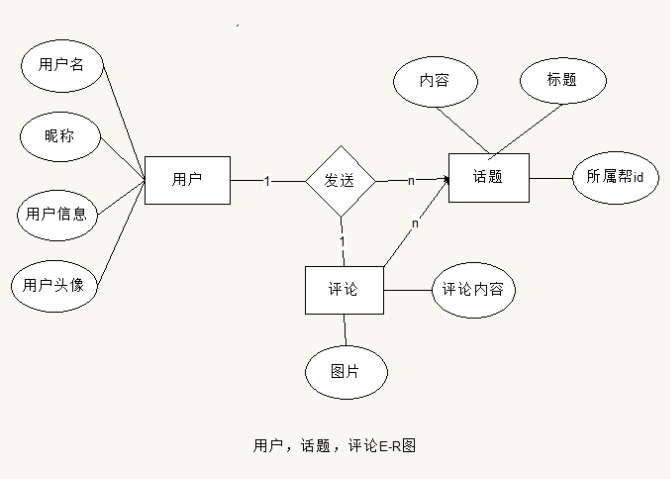 用户名
昵称
用户信息
用户头像
用户
1
发送
n
内容
标题
话题
所属帮id
n
1
评论
评论内容
图片
用户，话题，评论E-R图